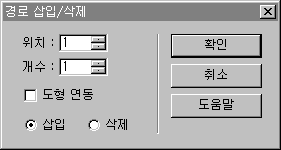 경로 삽입/삭제
위치 : 1
개수 : 1
도형 연동
삽입 삭제
확인
취소
도움말